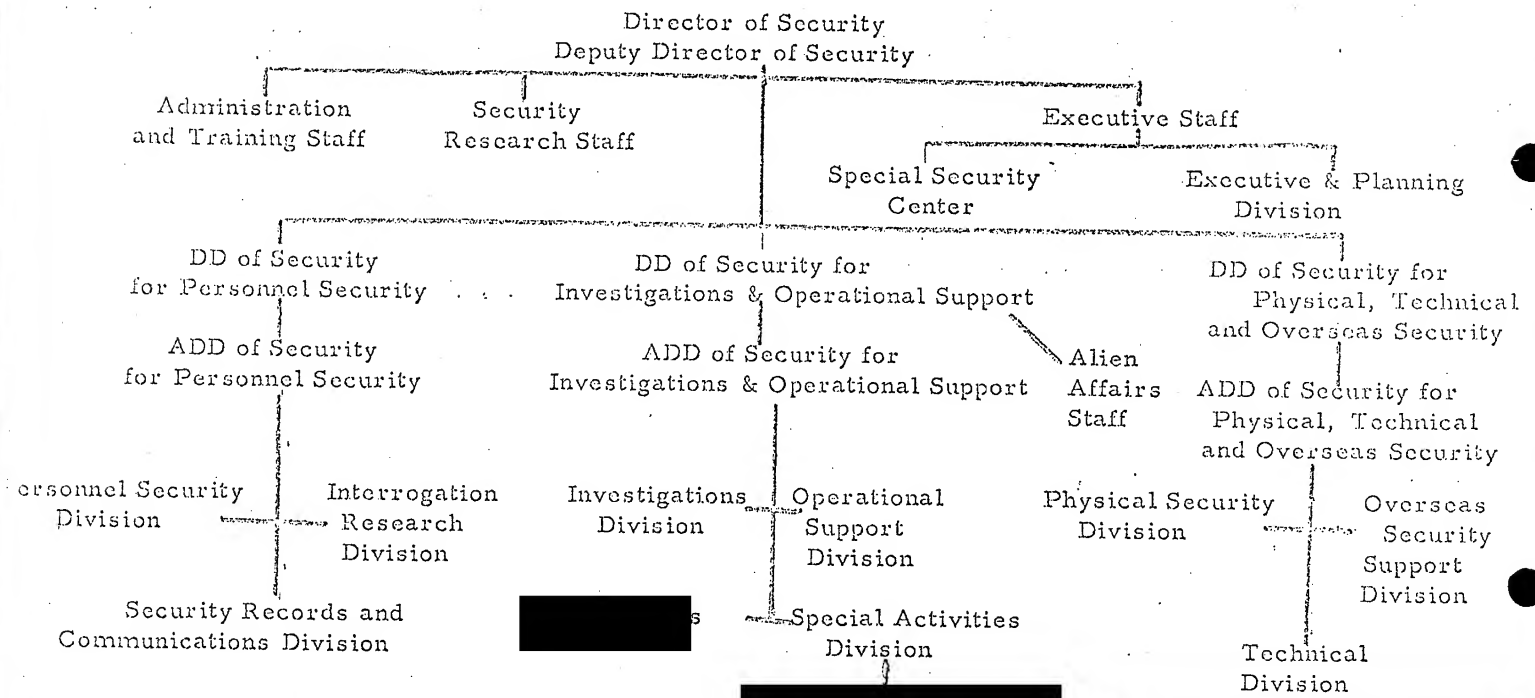 Director of Security
Deputy Director of Security
Administration
and Training Staff
Security
Research Staff
Executive Staff
Special Security
Center
Executive & Planning
Division
DD of Security
for Personnel Security
DD of Security for
Investigations & Operational Support
DD of Security for
Physical, Technical
and Overseas Security
ADD of Security
for Personnel Security
ADD of Security for
Investigations & Operational Support
Alien
Affairs
Staff
ADD of Security for
Physical, Technical
and Overseas Security
ersonnel Security
Division
Interrogation
Research
Division
Investigations
Division
Operational
Support
Division
Physical Security
Division
Overseas
Security
Support
Division
Security Records and
Communications Division
s
Special Activities
Division
Technical
Division